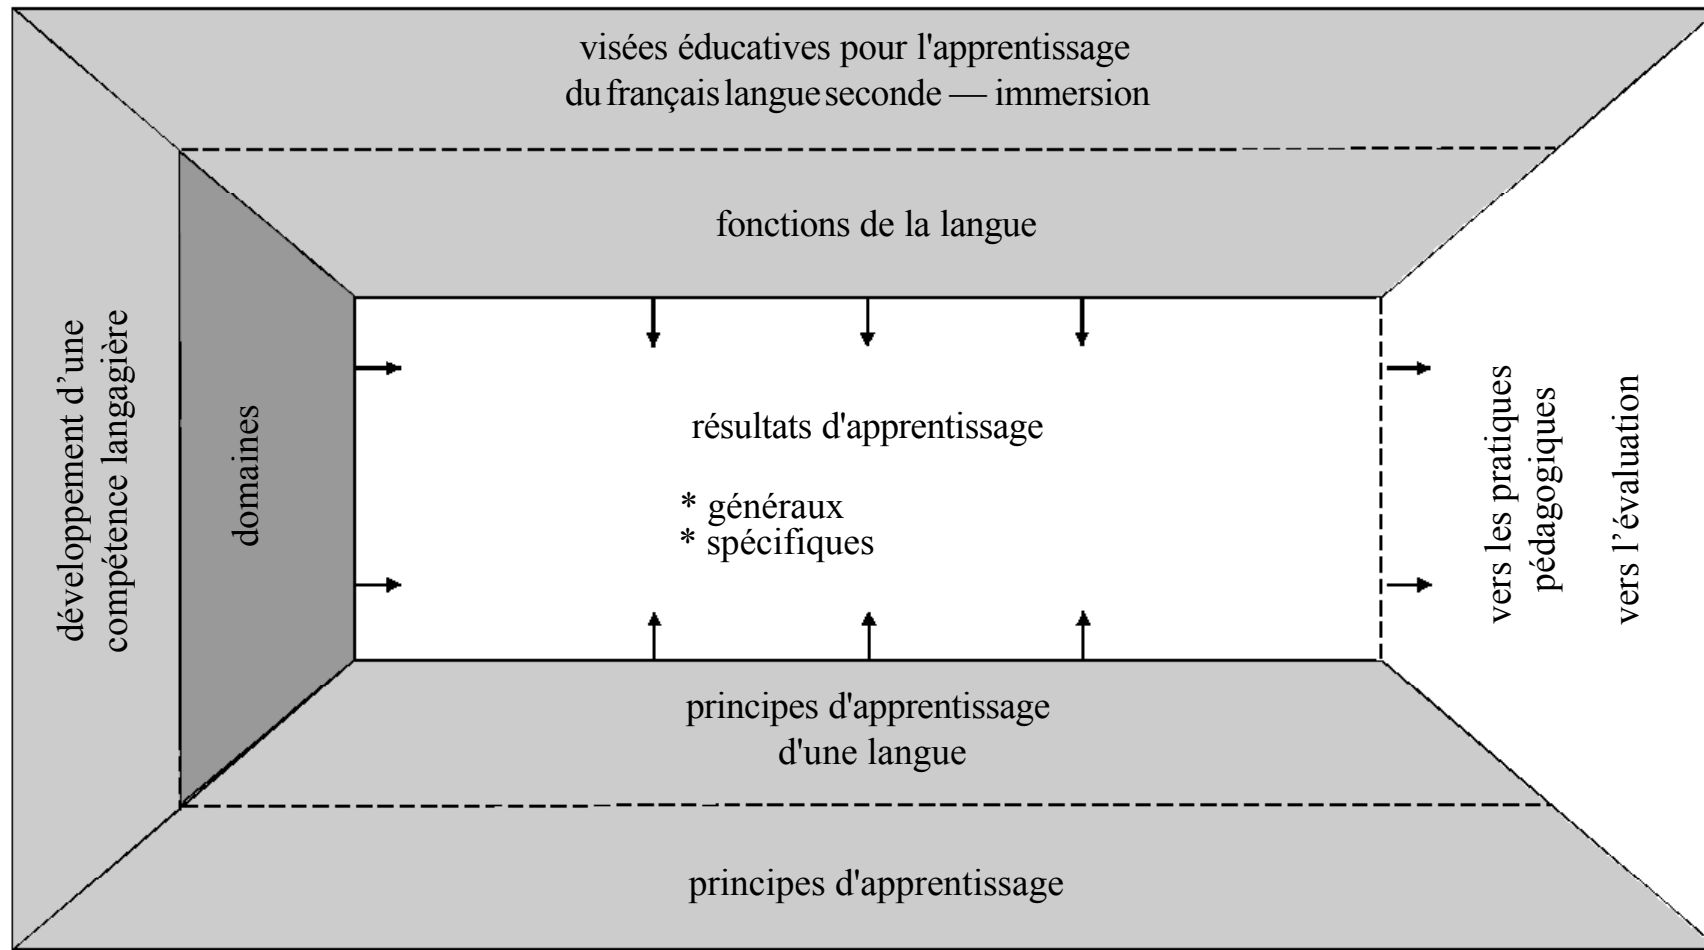 visées éducatives pour l'apprentissage
du français langue seconde — immersion
fonctions de la langue
développement d’une
compétence langagière
domaines
résultats d'apprentissage
* généraux
* spécifiques
vers les pratiques
pédagogiques
vers l’évaluation
principes d'apprentissage
d'une langue
principes d'apprentissage